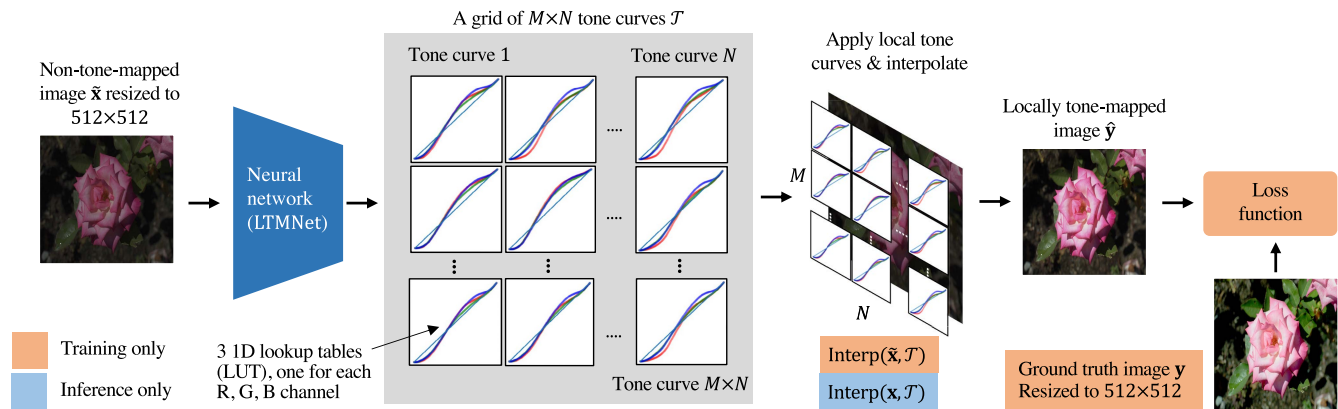 A grid of M×N tone curves 𝒯
Non-tone-mapped
image x̃ resized to
512×512
Neural
network
(LTMNet)
Tone curve 1
Tone curve N
....
....
....
3 1D lookup tables
(LUT), one for each
R, G, B channel
Tone curve M×N
Apply local tone
curves & interpolate
M
N
Interp(x̃, 𝒯)
Interp(x, 𝒯)
Locally tone-mapped
image ŷ
Loss
function
Ground truth image y
Resized to 512×512
Training only
Inference only